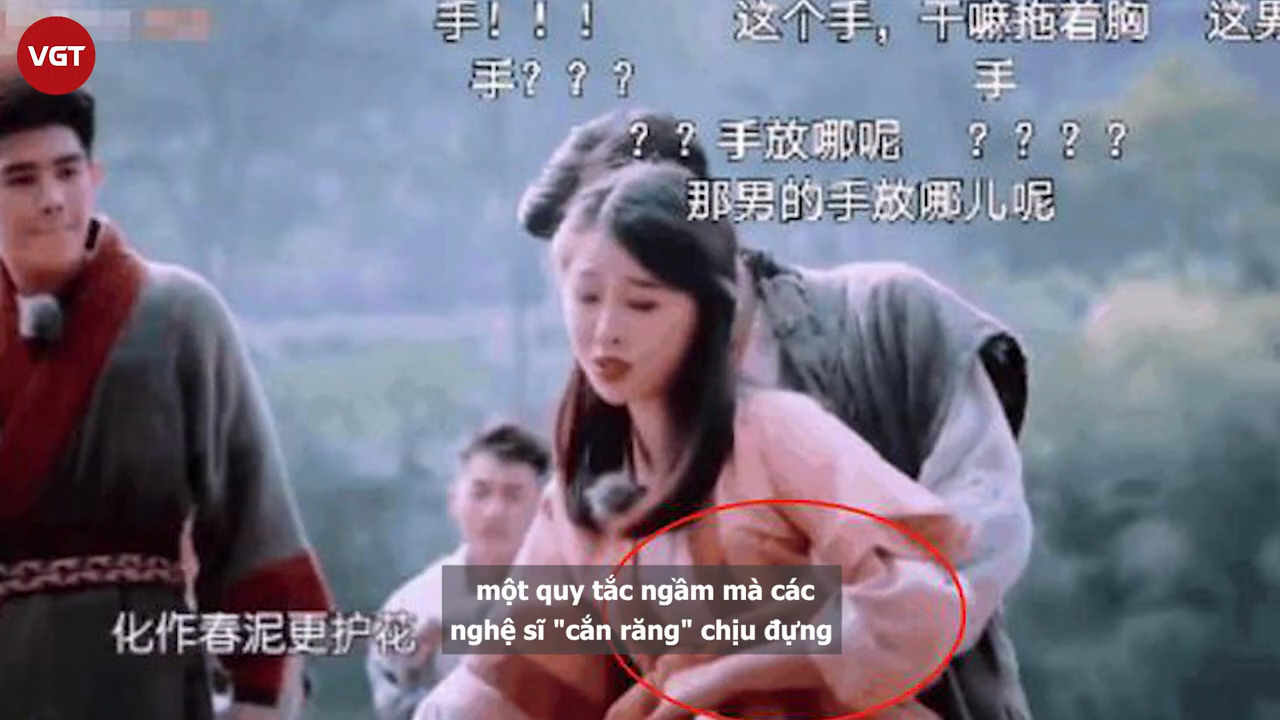 VGT
手！！！ 这个手，干嘛拖着胸 这男
手？？？ 手
？？手放哪呢 ？？？？
那男的手放哪儿呢
化作春泥更护花
một quy tắc ngầm mà các
nghệ sĩ "cắn răng" chịu đựng